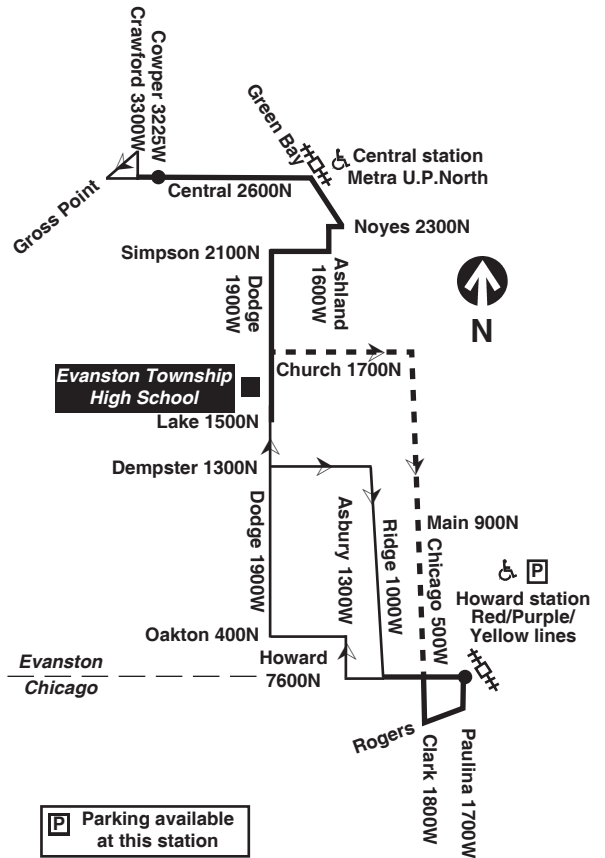 Cowper 3225W
Crawford 3300W
Green Bay
Central station
Metra U.P.North
Central 2600N
Gross Point
Noyes 2300N
Simpson 2100N
Ashland
1600W
Dodge
1900W
N
Church 1700N
Evanston Township
High School
Lake 1500N
Dempster 1300N
Dodge 1900W
Asbury 1300W
Ridge 1000W
Main 900N
Chicago 500W
P
Howard station
Red/Purple/
Yellow lines
Oakton 400N
Howard
7600N
Evanston
Chicago
Rogers
Clark 1800W
Paulina 1700W
P Parking available
at this station